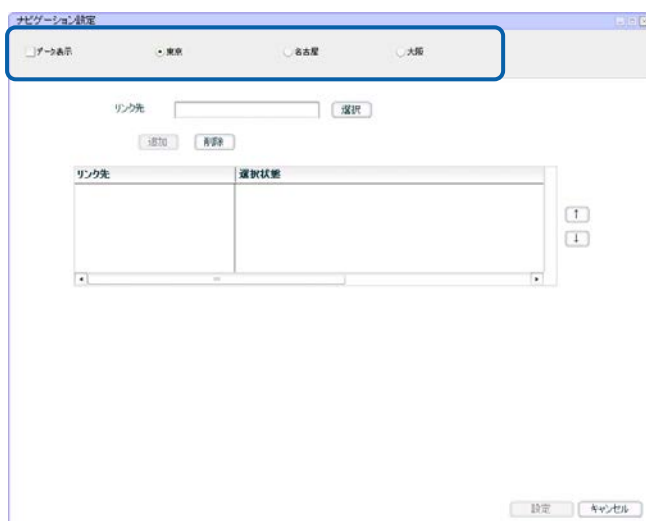 ナビゲーション設定
データ表示 東京 名古屋 大阪
リンク先 選択
追加 削除
リンク先 選択状態
↑
↓
設定 キャンセル